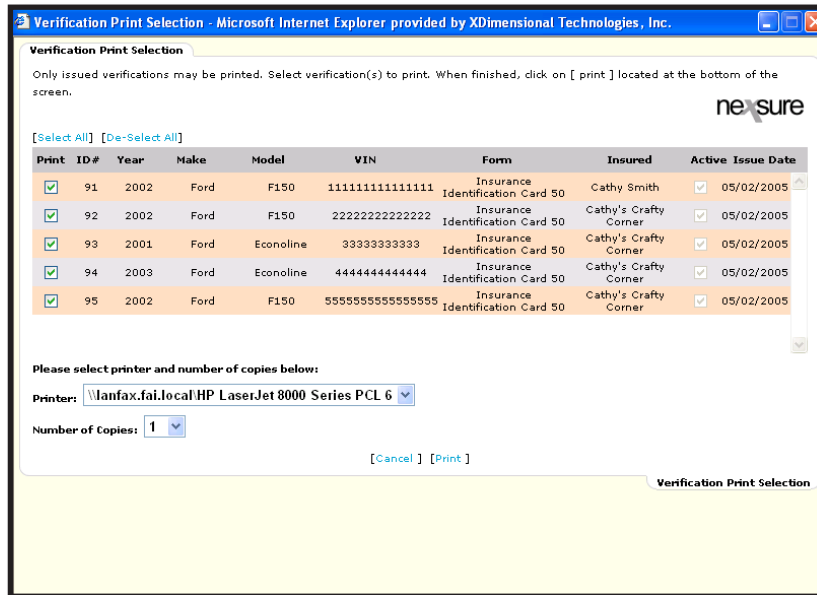 Verification Print Selection - Microsoft Internet Explorer provided by XDimensional Technologies, Inc.
Verification Print Selection
Only issued verifications may be printed. Select verification(s) to print. When finished, click on [ print ] located at the bottom of the
screen.
nexsure
[Select All] [De-Select All]
Print ID# Year Make Model VIN Form Insured Active Issue Date
91 2002 Ford F150 111111111111111 Insurance Identification Card 50 Cathy Smith 05/02/2005
92 2002 Ford F150 22222222222222 Insurance Identification Card 50 Cathy's Crafty Corner 05/02/2005
93 2001 Ford Econoline 33333333333 Insurance Identification Card 50 Cathy's Crafty Corner 05/02/2005
94 2003 Ford Econoline 4444444444444 Insurance Identification Card 50 Cathy's Crafty Corner 05/02/2005
95 2002 Ford F150 5555555555555555 Insurance Identification Card 50 Cathy's Crafty Corner 05/02/2005
Please select printer and number of copies below:
Printer: \\lanfax.fai.local\HP LaserJet 8000 Series PCL 6
Number of Copies: 1
[Cancel ] [Print ]
Verification Print Selection